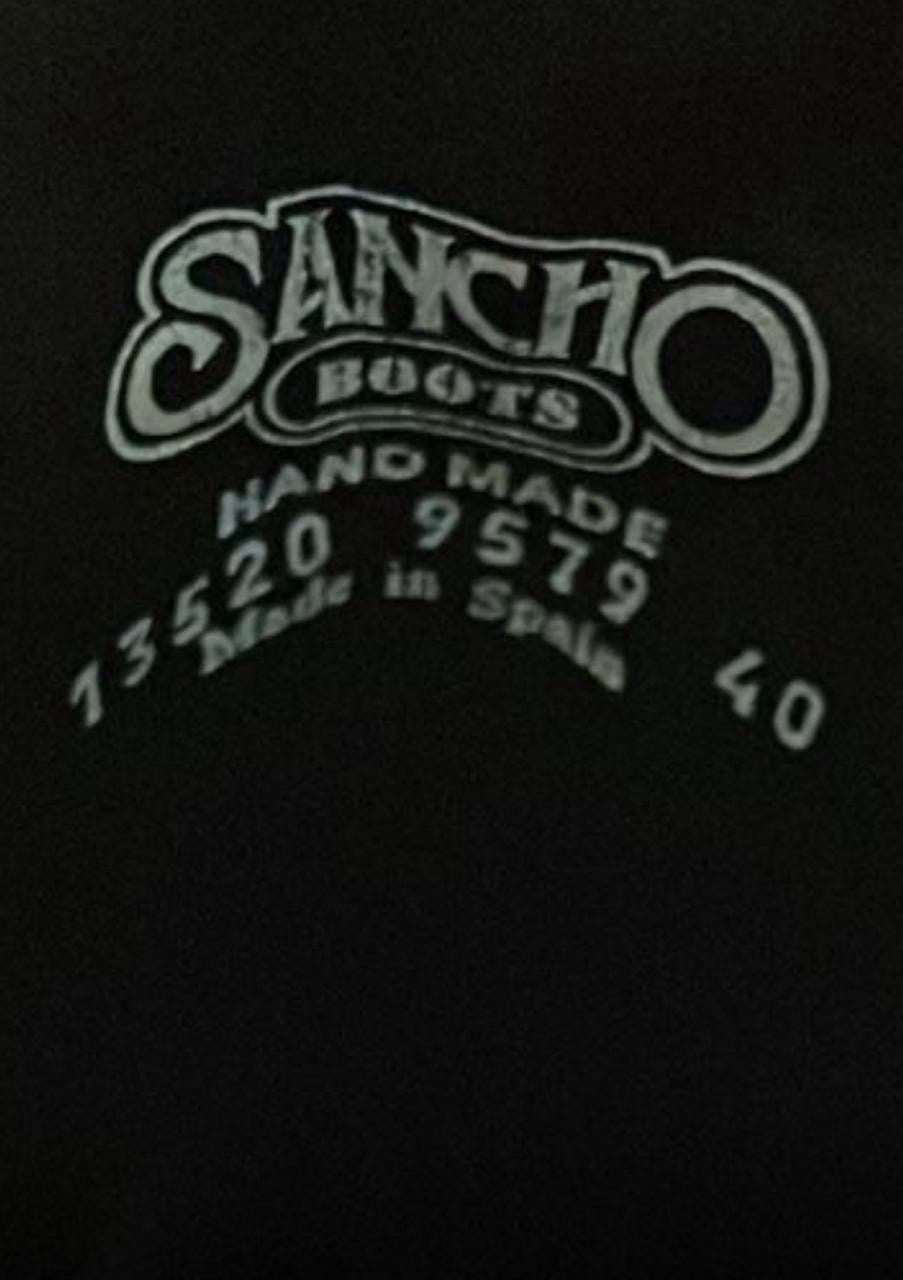 SANCHO
BOOTS
HAND MADE
13520 9579 40
Made in Spain